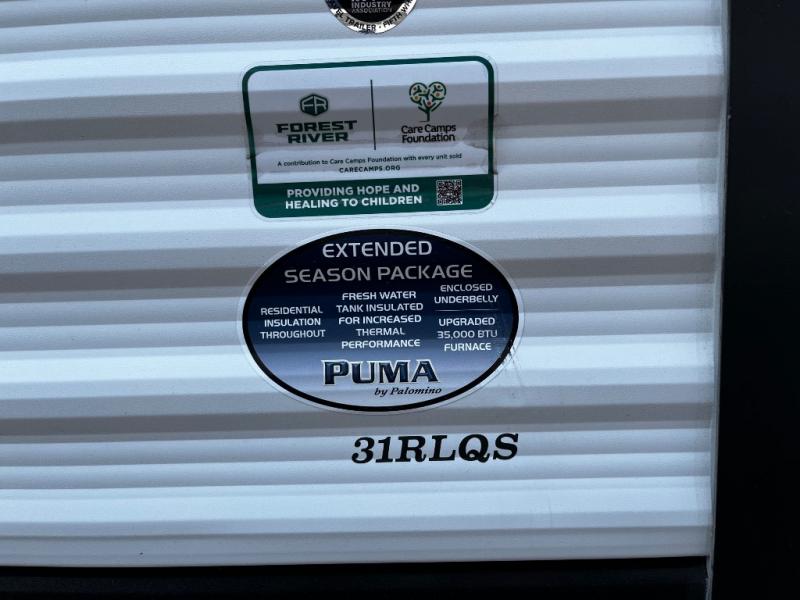 INDUSTRY
ASSOCIATION
FOREST
RIVER
Care Camps
Foundation
A contribution to Care Camps Foundation with every unit sold
CARECAMPS.ORG
PROVIDING HOPE AND
HEALING TO CHILDREN
EXTENDED
SEASON PACKAGE
RESIDENTIAL
INSULATION
THROUGHOUT
FRESH WATER
TANK INSULATED
FOR INCREASED
THERMAL
PERFORMANCE
ENCLOSED
UNDERBELLY
UPGRADED
35,000 BTU
FURNACE
PUMA
by Palomino
31RLQS